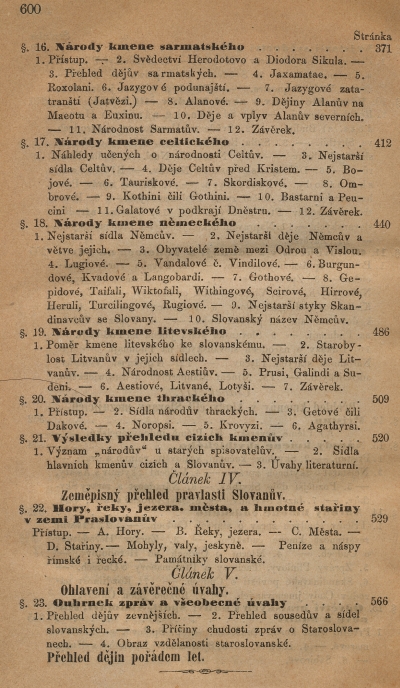 600
Stránka
§. 16. Národy kmene sarmatského . . . . . . . 371
1. Přístup. — 2. Svědectví Herodotovo a Diodora Sikula. —
3. Přehled dějův sarmatských. — 4. Jaxamatae. — 5.
Roxolani. 6. Jazygové podunajští. — 7. Jazygové zata-
tranští (Jatvězi.) — 8. Alanové. — 9. Dějiny Alanův na
Maeotu a Euxinu. — 10. Děje a vplyv Alanův severních.
— 11. Národnost Sarmatův. — 12. Závěrek.
§. 17. Národy kmene celtického . . . . . . . 412
1. Náhledy učených o národnosti Celtův. — 3. Nejstarší
sídla Celtův. — 4. Děje Celtův před Kristem. — 5. Bo-
jové. — 6. Tauriskové. — 7. Skordiskové. — 8. Om-
brové. — 9. Kothini čili Gothini. — 10. Bastarni a Peu-
cini — 11. Galatové v podkrají Dněstru. — 12. Závěrek.
§. 18. Národy kmene německého . . . . . . . 440
1. Nejstarší sídla Němcův. — 2. Nejstarší děje Němcův a
větve jejich. — 3. Obyvatelé země mezi Odrou a Vislou.
4. Lugiové. — 5. Vandalové č. Vindilové. — 6. Burgun-
dové, Kvadové a Langobardi. — 7. Gothové. — 8. Ge-
pidové, Taifali, Wiktofali, Withingové, Scirové, Hirrové,
Heruli, Turcilingové, Rugiové. — 9. Nejstarší styky Skan-
dinavcův se Slovany. — 10. Slovanský název Němcův.
§. 19. Národy kmene litevského . . . . . . . 486
1. Poměr kmene litevského ke slovanskému. — 2. Staroby-
lost Litvanův v jejich sídlech. — 3. Nejstarší děje Lit-
vanův. — 4. Národnost Aestiův. — 5. Prusi, Galindi a Su-
deni. — 6. Aestiové, Litvané, Lotyši. — 7. Závěrek.
§. 20. Národy kmene thrackého . . . . . . . 509
1. Přístup. — 2. Sídla národův thrackých. — 3. Getové čili
Dakové. — 4. Noropsi. — 5. Krovyzi. — 6. Agathyrsi.
§. 21. Výsledky přehledu cizích kmenův . . . . . 520
1. Význam „národův“ u starých spisovatelův. — 2. Sídla
hlavních kmenův cizích a Slovanův. — 3. Úvahy literaturní.
Článek IV.
Zeměpisný přehled pravlasti Slovanův.
§. 22. Hory, řeky, jezera, města, a hmotné stařiny
v zemi Praslovanův . . . . . . . . . 529
Přístup. — A. Hory. — B. Řeky, jezera. — C. Města. —
D. Stařiny. — Mohyly, valy, jeskyně. — Peníze a náspy
římské i řecké. — Památníky slovanské.
Článek V.
Ohlavení a závěrečné úvahy.
§. 23. Ouhrnek zpráv a všeobecné úvahy . . . . . 566
1. Přehled dějův zevnějších. — 2. Přehled sousedův a sídel
slovanských. — 3. Příčiny chudosti zpráv o Staroslova-
nech. — 4. Obraz vzdělanosti staroslovanské.
Přehled dějin pořádem let.